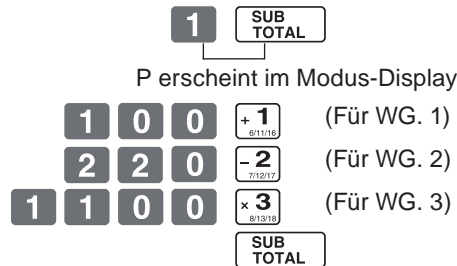 1 SUB TOTAL
P erscheint im Modus-Display
1 0 0 + 1 6/11/16 (Für WG. 1)
2 2 0 - 2 7/12/17 (Für WG. 2)
1 1 0 0 × 3 8/13/18 (Für WG. 3)
SUB TOTAL